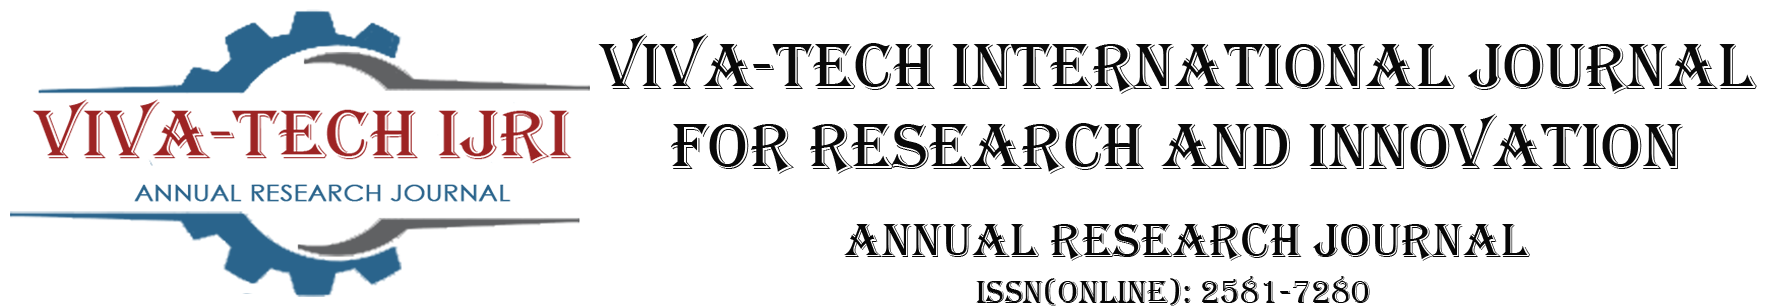 VIVA-TECH IJRI
ANNUAL RESEARCH JOURNAL
VIVA-TECH INTERNATIONAL JOURNAL
FOR RESEARCH AND INNOVATION
ANNUAL RESEARCH JOURNAL
ISSN(ONLINE): 2581-7280